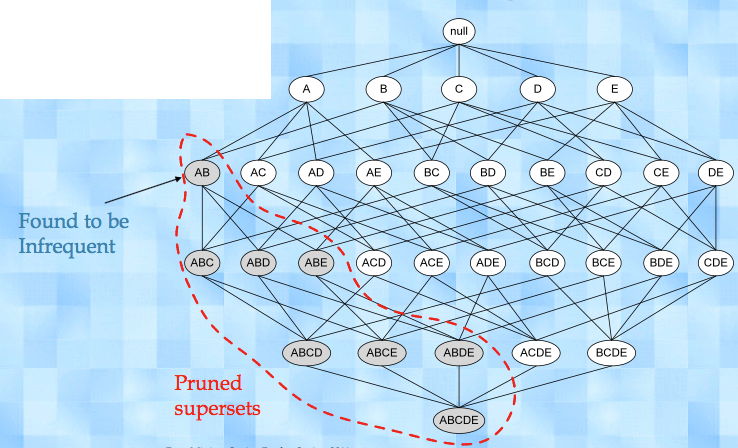 null
A B C D E
AB AC AD AE BC BD BE CD CE DE
Found to be
Infrequent
ABC ABD ABE ACD ACE ADE BCD BCE BDE CDE
ABCD ABCE ABDE ACDE BCDE
Pruned
supersets
ABCDE